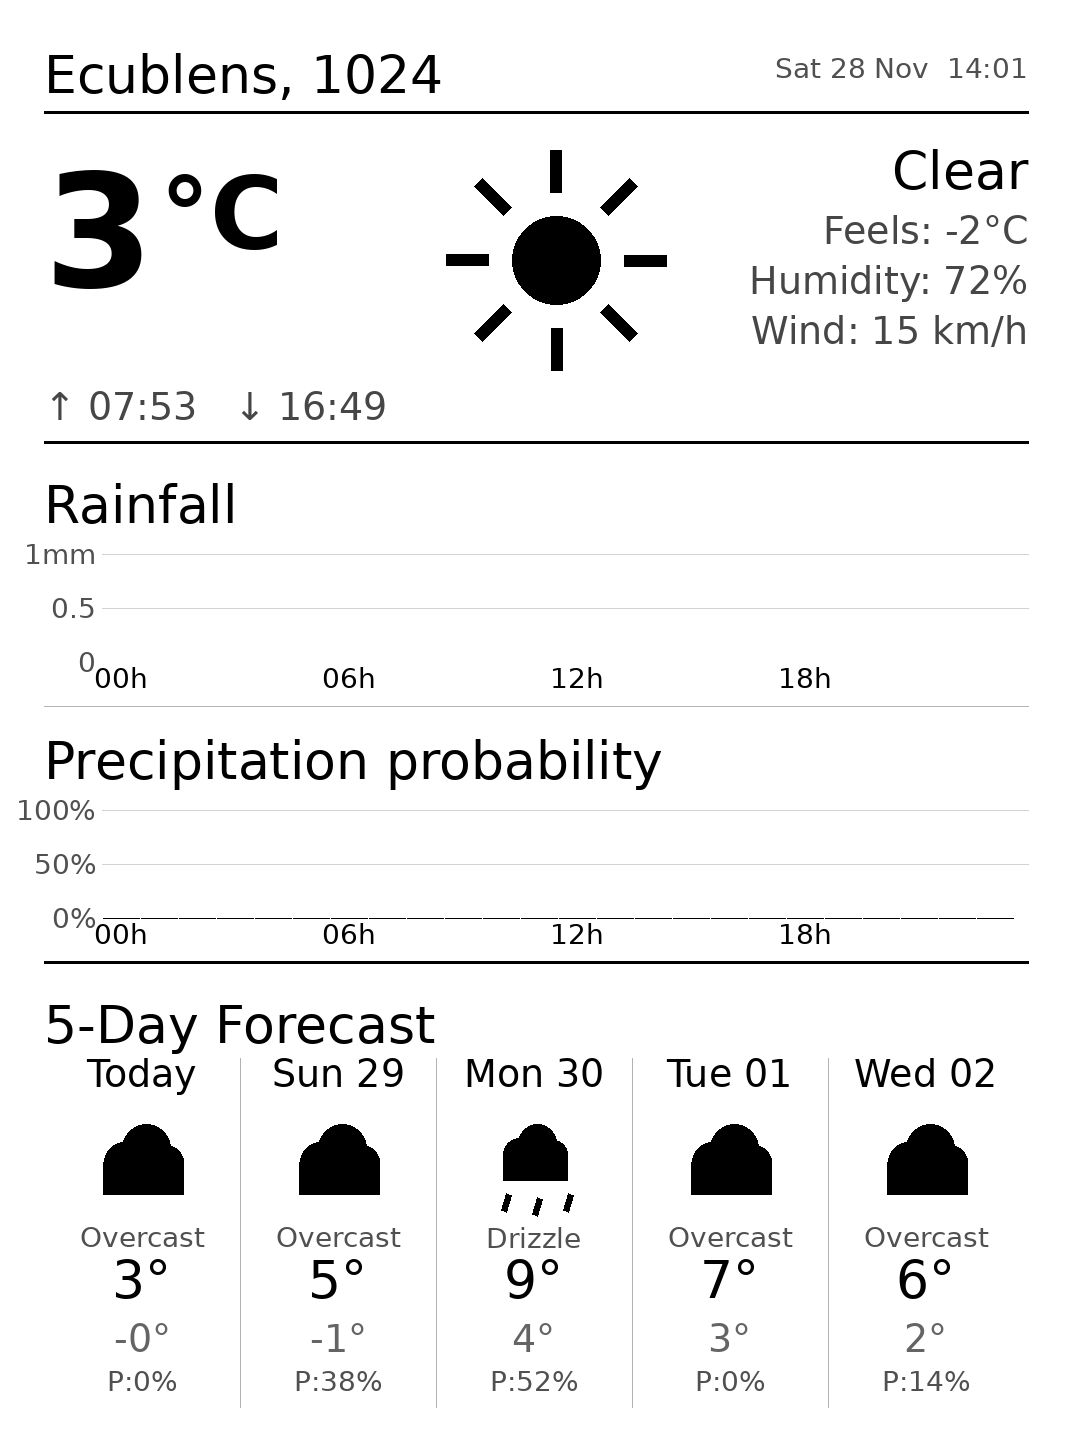 Ecublens, 1024
Sat 28 Nov  14:01
3°C
Clear
Feels: -2°C
Humidity: 72%
Wind: 15 km/h
↑ 07:53   ↓ 16:49
Rainfall
1mm
0.5
0
00h 06h 12h 18h
Precipitation probability
100%
50%
0%
00h 06h 12h 18h
5-Day Forecast
Today Sun 29 Mon 30 Tue 01 Wed 02
Overcast Overcast Drizzle Overcast Overcast
3° 5° 9° 7° 6°
-0° -1° 4° 3° 2°
P:0% P:38% P:52% P:0% P:14%